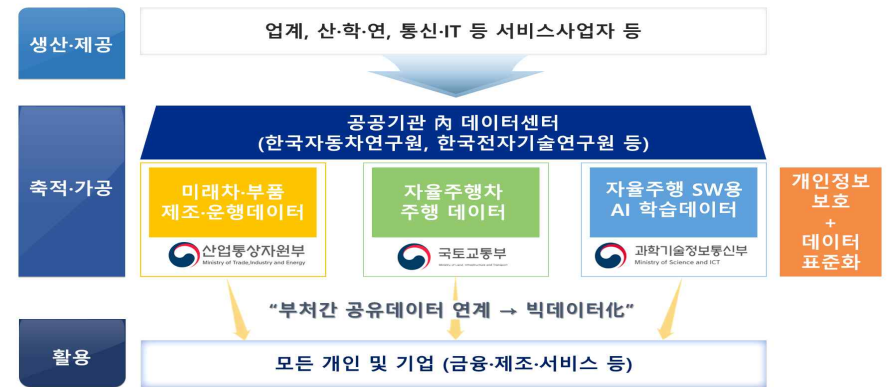 생산·제공
업계, 산·학·연, 통신·IT 등 서비스사업자 등
축적·가공
공공기관 內 데이터센터
(한국자동차연구원, 한국전자기술연구원 등)
미래차·부품
제조·운행데이터
산업통상자원부
Ministry of Trade, Industry and Energy
자율주행차
주행 데이터
국토교통부
Ministry of Land, Infrastructure and Transport
자율주행 SW용
AI 학습데이터
과학기술정보통신부
Ministry of Science and ICT
개인정보
보호
+
데이터
표준화
“부처간 공유데이터 연계 → 빅데이터化”
활용
모든 개인 및 기업 (금융·제조·서비스 등)